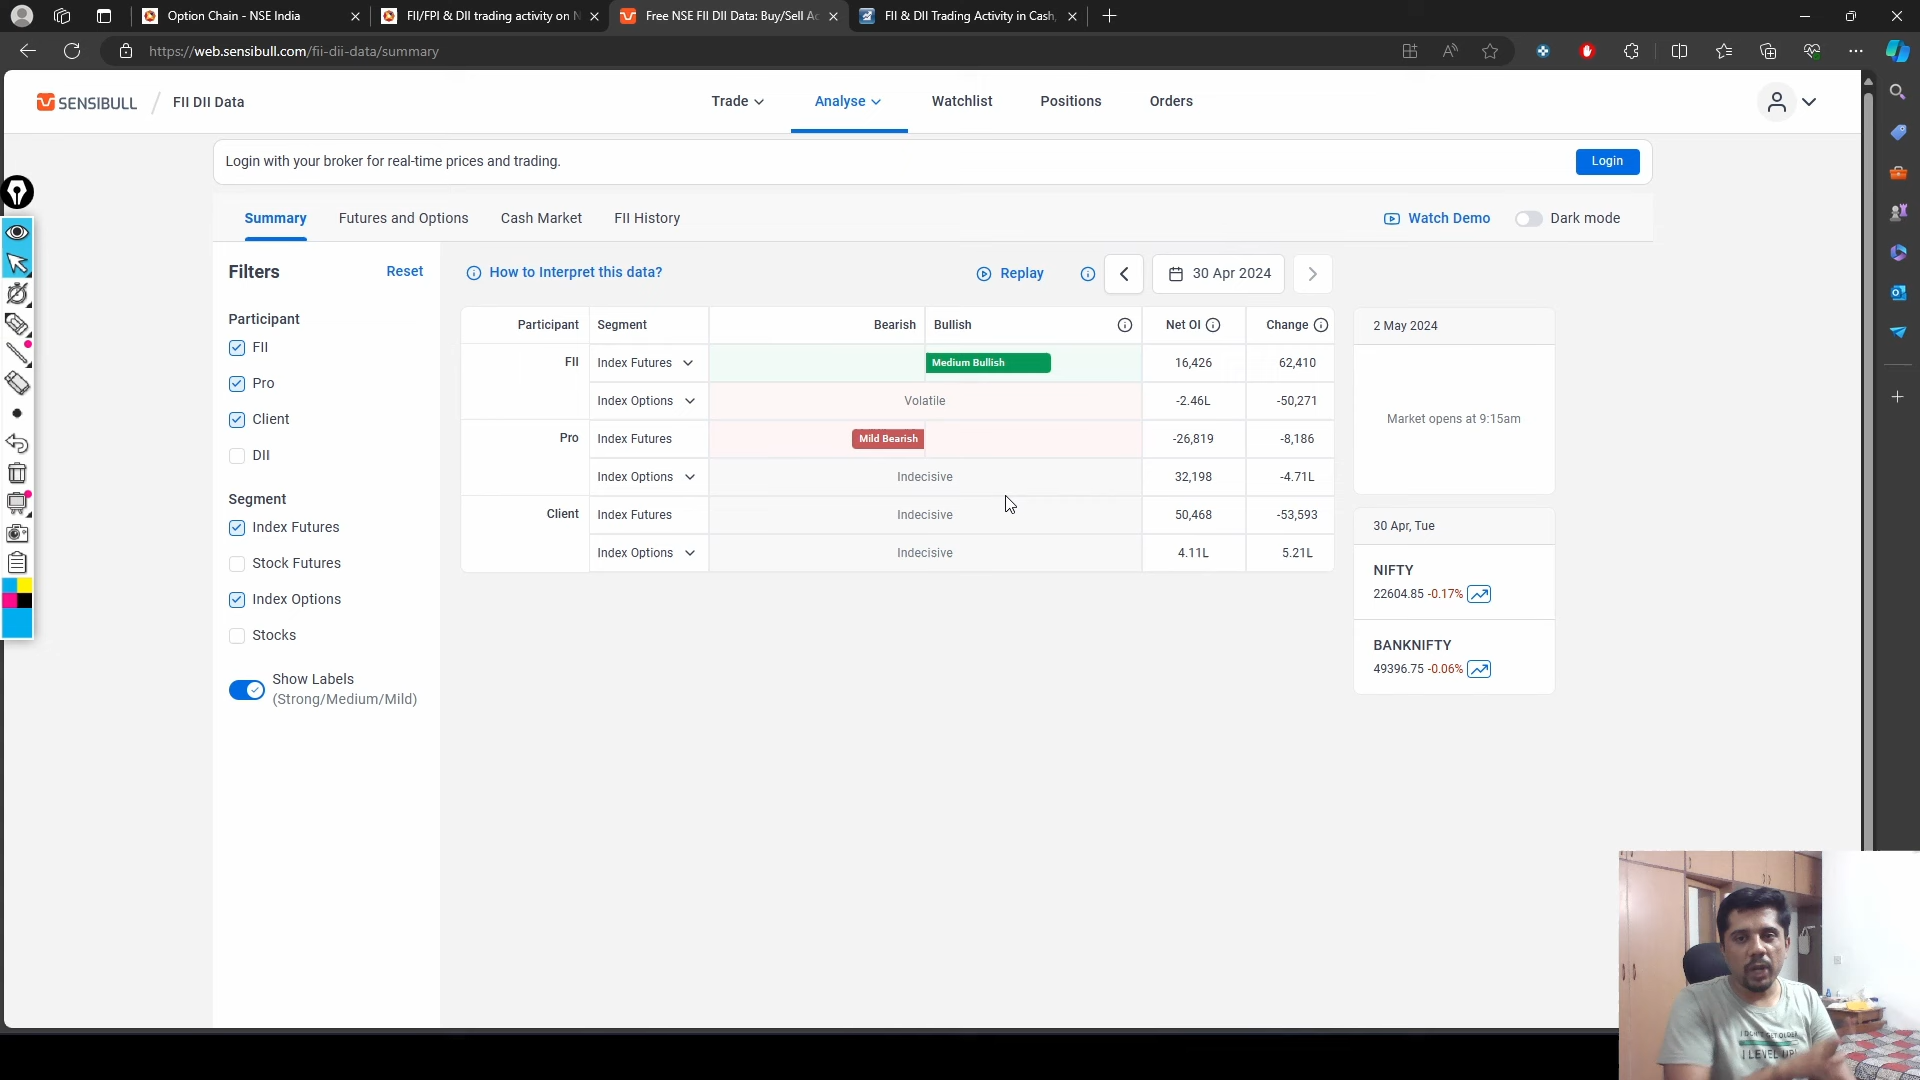 Option Chain - NSE India
FII/FPI & DII trading activity on N
Free NSE FII DII Data: Buy/Sell Ac
FII & DII Trading Activity in Cash,
https://web.sensibull.com/fii-dii-data/summary
SENSIBULL / FII DII Data
Trade
Analyse
Watchlist
Positions
Orders
Login with your broker for real-time prices and trading.
Login
Summary
Futures and Options
Cash Market
FII History
Watch Demo
Dark mode
Filters
Reset
How to Interpret this data?
Replay
30 Apr 2024
Participant
FII
Pro
Client
DII
Segment
Index Futures
Stock Futures
Index Options
Stocks
Show Labels
(Strong/Medium/Mild)
Participant Segment Bearish Bullish Net OI Change
FII Index Futures Medium Bullish 16,426 62,410
Index Options Volatile -2.46L -50,271
Pro Index Futures Mild Bearish -26,819 -8,186
Index Options Indecisive 32,198 -4.71L
Client Index Futures Indecisive 50,468 -53,593
Index Options Indecisive 4.11L 5.21L
2 May 2024
Market opens at 9:15am
30 Apr, Tue
NIFTY
22604.85 -0.17%
BANKNIFTY
49396.75 -0.06%
I DON'T GET OLDER
I LEVEL UP!